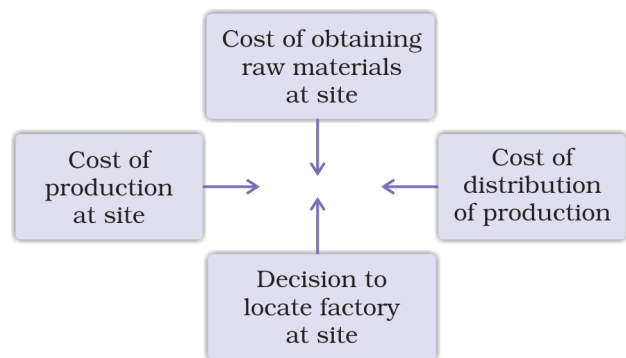 Cost of obtaining
raw materials
at site
Cost of
production
at site
Cost of
distribution
of production
Decision to
locate factory
at site